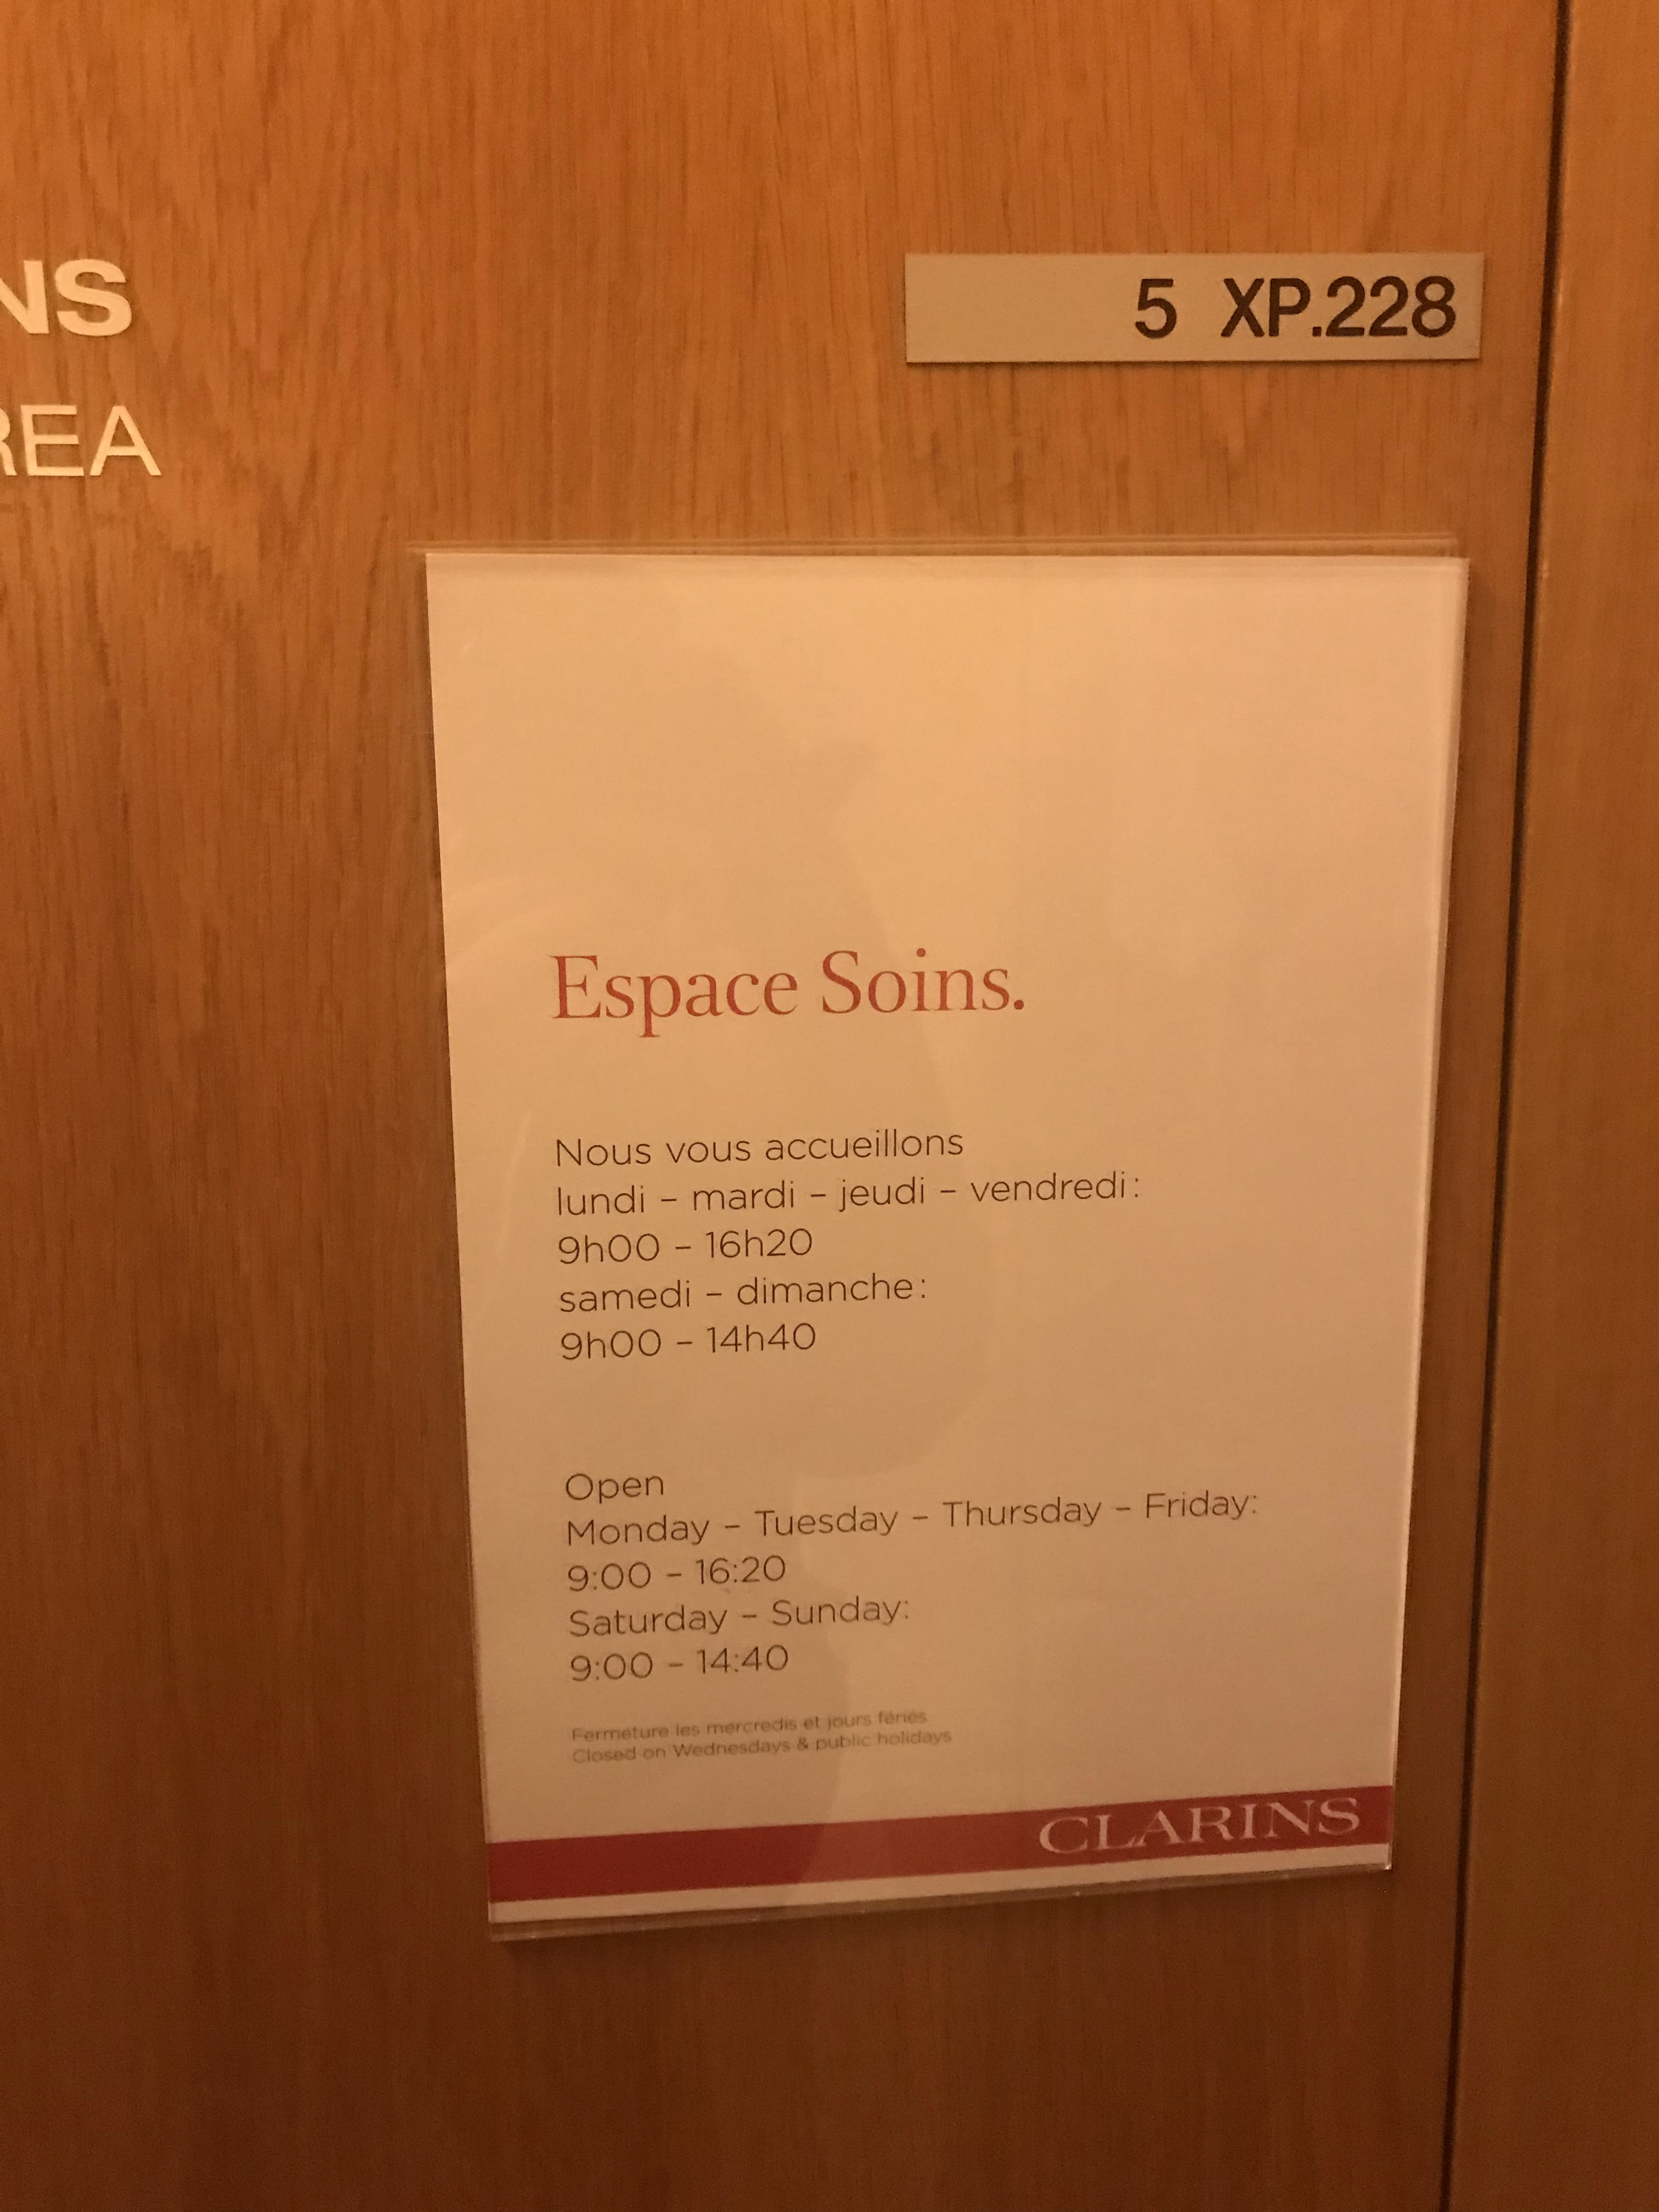 NS
REA
5 XP.228
Espace Soins.
Nous vous accueillons
lundi – mardi – jeudi – vendredi :
9h00 – 16h20
samedi – dimanche :
9h00 – 14h40
Open
Monday – Tuesday – Thursday – Friday:
9:00 – 16:20
Saturday – Sunday:
9:00 – 14:40
Fermeture les mercredis et jours fériés
Closed on Wednesdays & public holidays
CLARINS